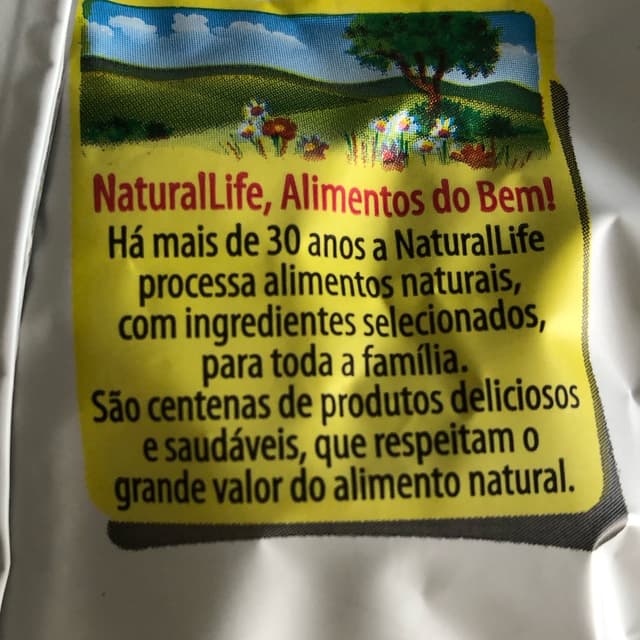 NaturalLife, Alimentos do Bem!
Há mais de 30 anos a NaturalLife
processa alimentos naturais,
com ingredientes selecionados,
para toda a família.
São centenas de produtos deliciosos
e saudáveis, que respeitam o
grande valor do alimento natural.